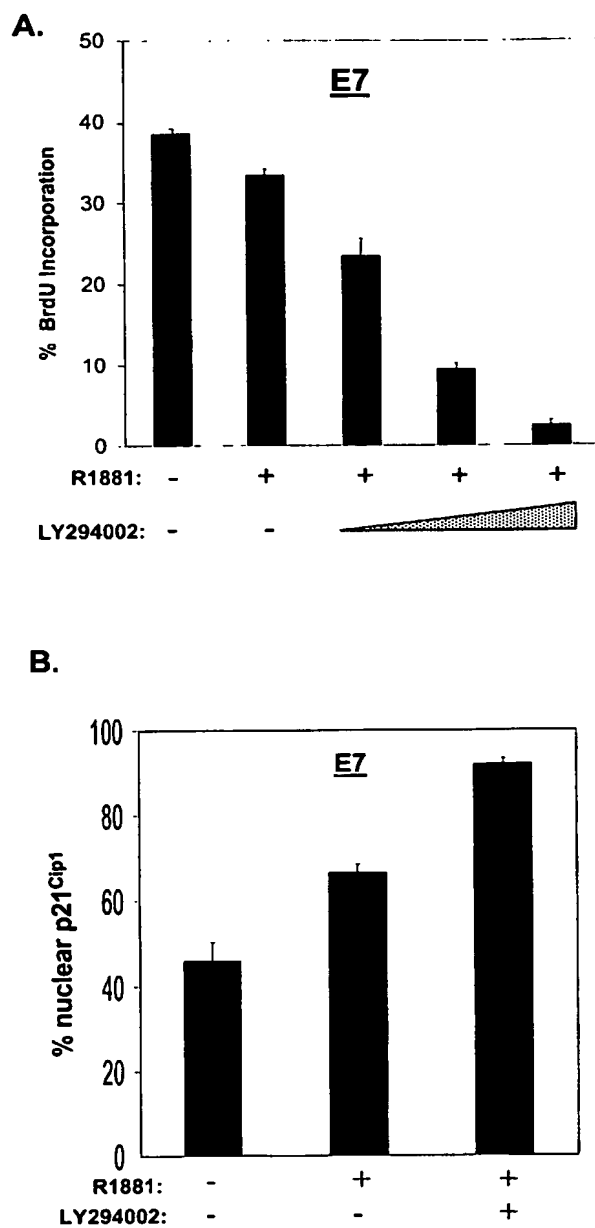 A.
E7
50
40
30
20
10
0
% BrdU Incorporation
R1881: - + + + +
LY294002: - -
B.
E7
100
80
60
40
20
0
% nuclear p21Cip1
R1881: - + +
LY294002: - - +